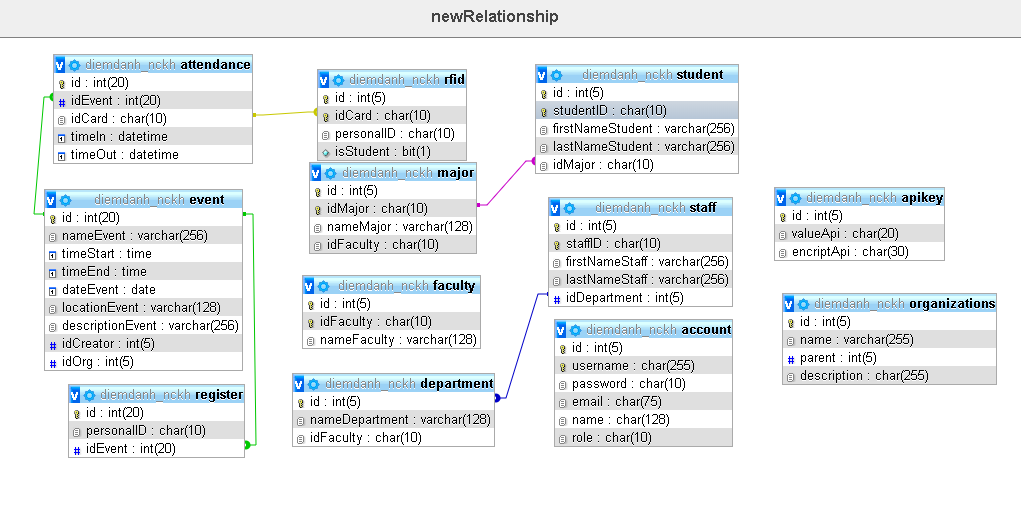 newRelationship
diemdanh_nckh attendance
id : int(20)
idEvent : int(20)
idCard : char(10)
timeIn : datetime
timeOut : datetime
diemdanh_nckh event
id : int(20)
nameEvent : varchar(256)
timeStart : time
timeEnd : time
dateEvent : date
locationEvent : varchar(128)
descriptionEvent : varchar(256)
idCreator : int(5)
idOrg : int(5)
diemdanh_nckh register
id : int(20)
personalID : char(10)
idEvent : int(20)
diemdanh_nckh rfid
id : int(5)
idCard : char(10)
personalID : char(10)
isStudent : bit(1)
diemdanh_nckh major
id : int(5)
idMajor : char(10)
nameMajor : varchar(128)
idFaculty : char(10)
diemdanh_nckh faculty
id : int(5)
idFaculty : char(10)
nameFaculty : varchar(128)
diemdanh_nckh department
id : int(5)
nameDepartment : varchar(128)
idFaculty : char(10)
diemdanh_nckh student
id : int(5)
studentID : char(10)
firstNameStudent : varchar(256)
lastNameStudent : varchar(256)
idMajor : char(10)
diemdanh_nckh staff
id : int(5)
staffID : char(10)
firstNameStaff : varchar(256)
lastNameStaff : varchar(256)
idDepartment : int(5)
diemdanh_nckh account
id : int(5)
username : char(255)
password : char(10)
email : char(75)
name : char(128)
role : char(10)
diemdanh_nckh apikey
id : int(5)
valueApi : char(20)
encriptApi : char(30)
diemdanh_nckh organizations
id : int(5)
name : varchar(255)
parent : int(5)
description : char(255)